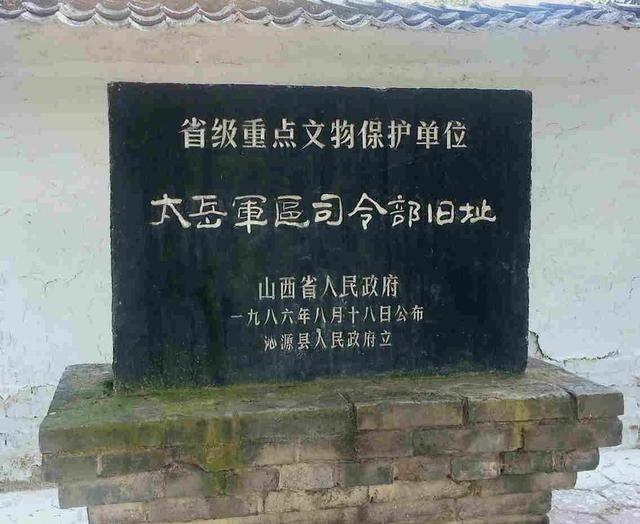 省级重点文物保护单位
太岳軍區司令部旧址
山西省人民政府
一九八六年八月十八日公布
沁源县人民政府立